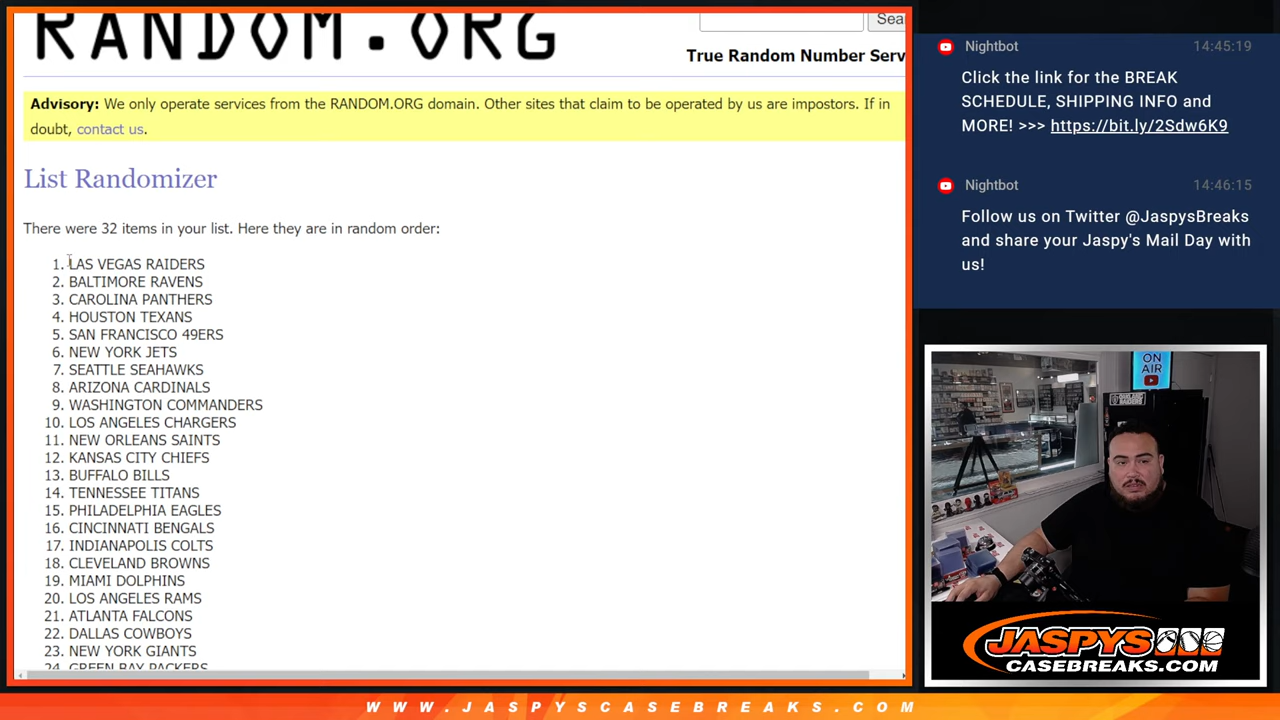 RANDOM.ORG
Sea
True Random Number Serv
Advisory: We only operate services from the RANDOM.ORG domain. Other sites that claim to be operated by us are impostors. If in
doubt, contact us.
List Randomizer
There were 32 items in your list. Here they are in random order:
1. LAS VEGAS RAIDERS
2. BALTIMORE RAVENS
3. CAROLINA PANTHERS
4. HOUSTON TEXANS
5. SAN FRANCISCO 49ERS
6. NEW YORK JETS
7. SEATTLE SEAHAWKS
8. ARIZONA CARDINALS
9. WASHINGTON COMMANDERS
10. LOS ANGELES CHARGERS
11. NEW ORLEANS SAINTS
12. KANSAS CITY CHIEFS
13. BUFFALO BILLS
14. TENNESSEE TITANS
15. PHILADELPHIA EAGLES
16. CINCINNATI BENGALS
17. INDIANAPOLIS COLTS
18. CLEVELAND BROWNS
19. MIAMI DOLPHINS
20. LOS ANGELES RAMS
21. ATLANTA FALCONS
22. DALLAS COWBOYS
23. NEW YORK GIANTS
24. GREEN BAY PACKERS
Nightbot 14:45:19
Click the link for the BREAK
SCHEDULE, SHIPPING INFO and
MORE! >>> https://bit.ly/2Sdw6K9
Nightbot 14:46:15
Follow us on Twitter @JaspysBreaks
and share your Jaspy's Mail Day with
us!
ON
AIR
JASPYS
CASEBREAKS.COM
WWW.JASPYSCASEBREAKS.COM